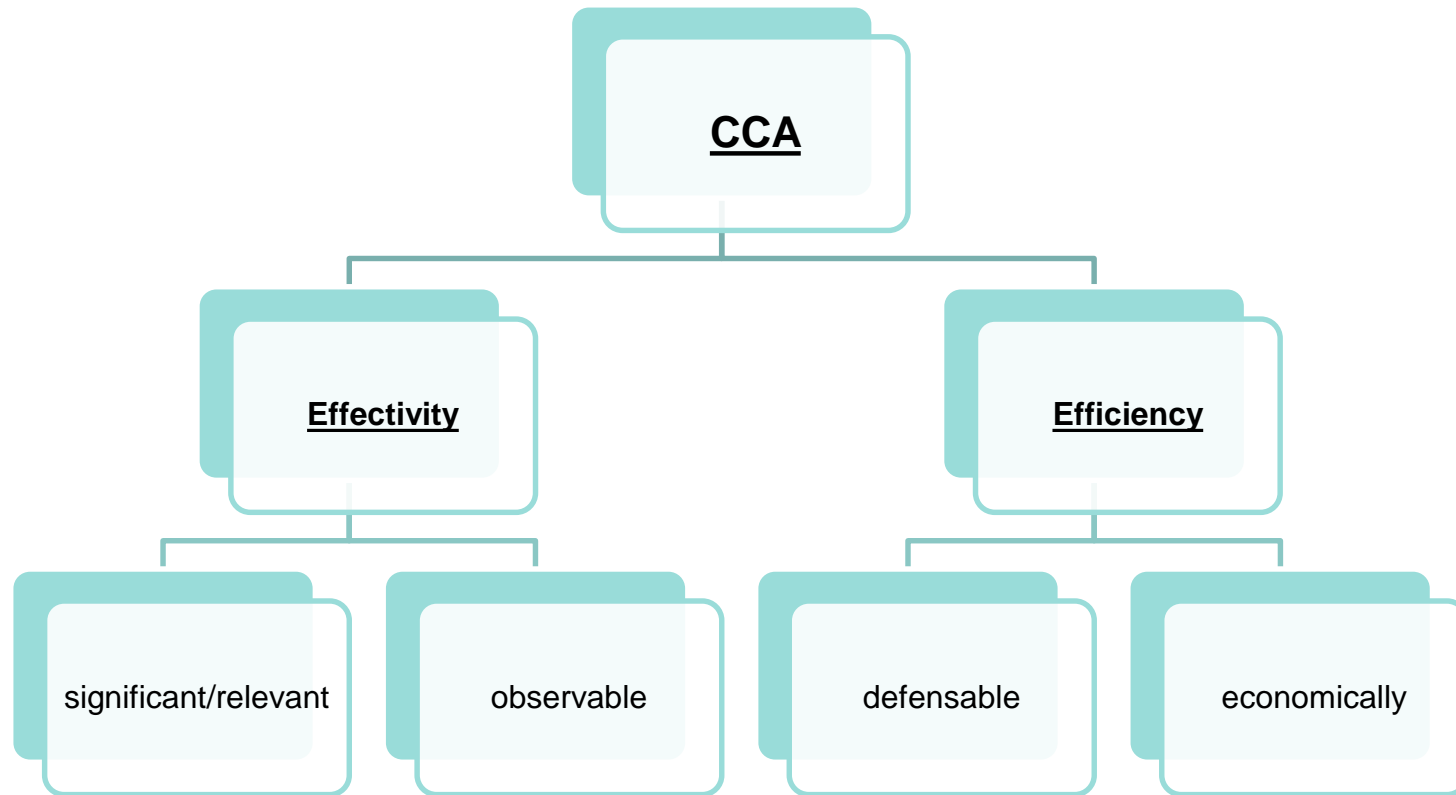 CCA
Effectivity
Efficiency
significant/relevant
observable
defensable
economically